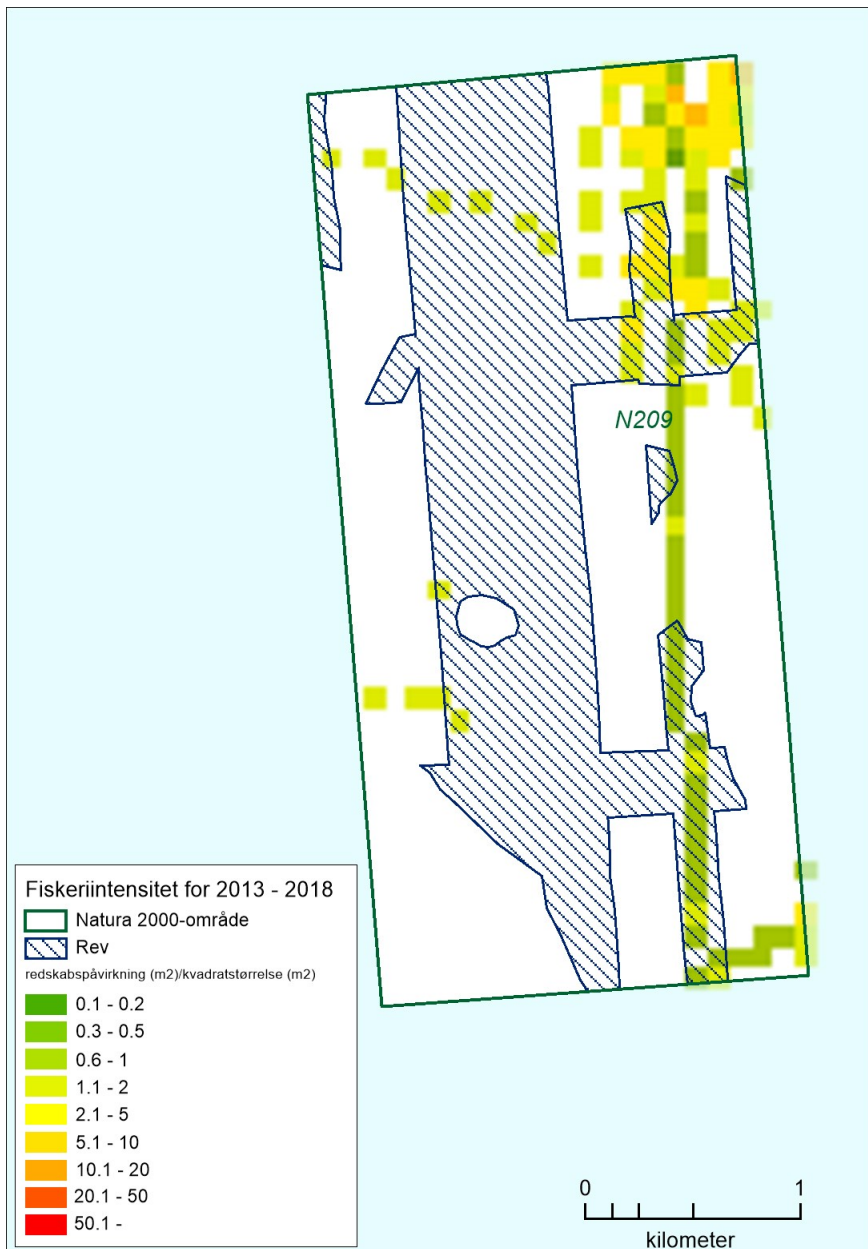 N209
Fiskeriintensitet for 2013 - 2018
Natura 2000-område
Rev
redskabspåvirkning (m2)/kvadratstørrelse (m2)
0.1 - 0.2
0.3 - 0.5
0.6 - 1
1.1 - 2
2.1 - 5
5.1 - 10
10.1 - 20
20.1 - 50
50.1 -
0 1
kilometer